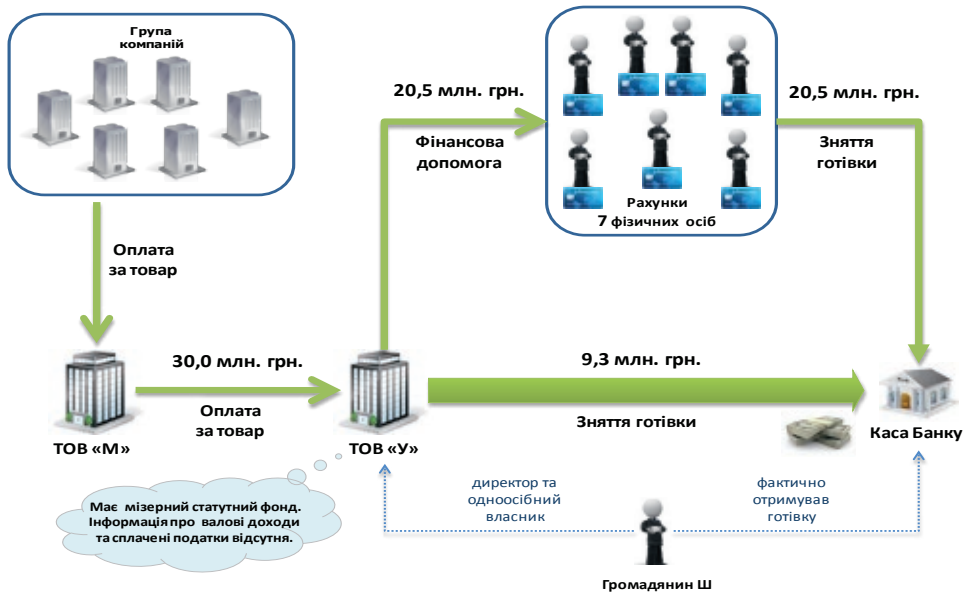 Група
компаній
20,5 млн. грн.
Фінансова
допомога
Рахунки
7 фізичних осіб
20,5 млн. грн.
Зняття
готівки
Оплата
за товар
30,0 млн. грн.
Оплата
за товар
9,3 млн. грн.
Зняття готівки
ТОВ «М»
ТОВ «У»
Каса Банку
Має мізерний статутний фонд.
Інформація про валові доходи
та сплачені податки відсутня.
директор та
одноосібний
власник
фактично
отримував
готівку
Громадянин Ш